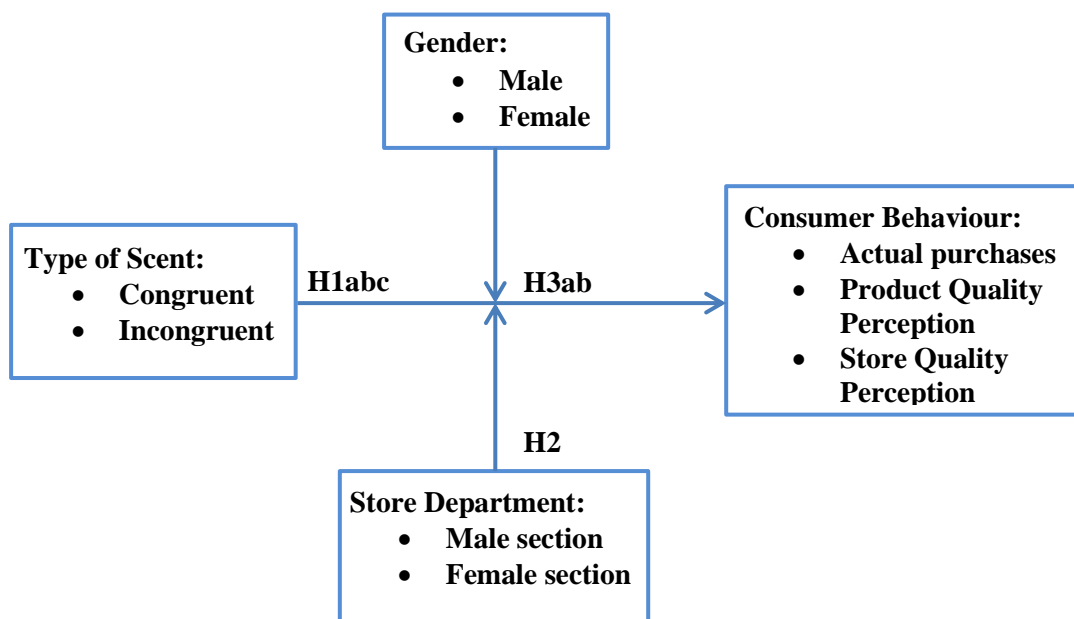 Gender:
• Male
• Female
Type of Scent:
• Congruent
• Incongruent
H1abc
H3ab
Consumer Behaviour:
• Actual purchases
• Product Quality
Perception
• Store Quality
Perception
H2
Store Department:
• Male section
• Female section